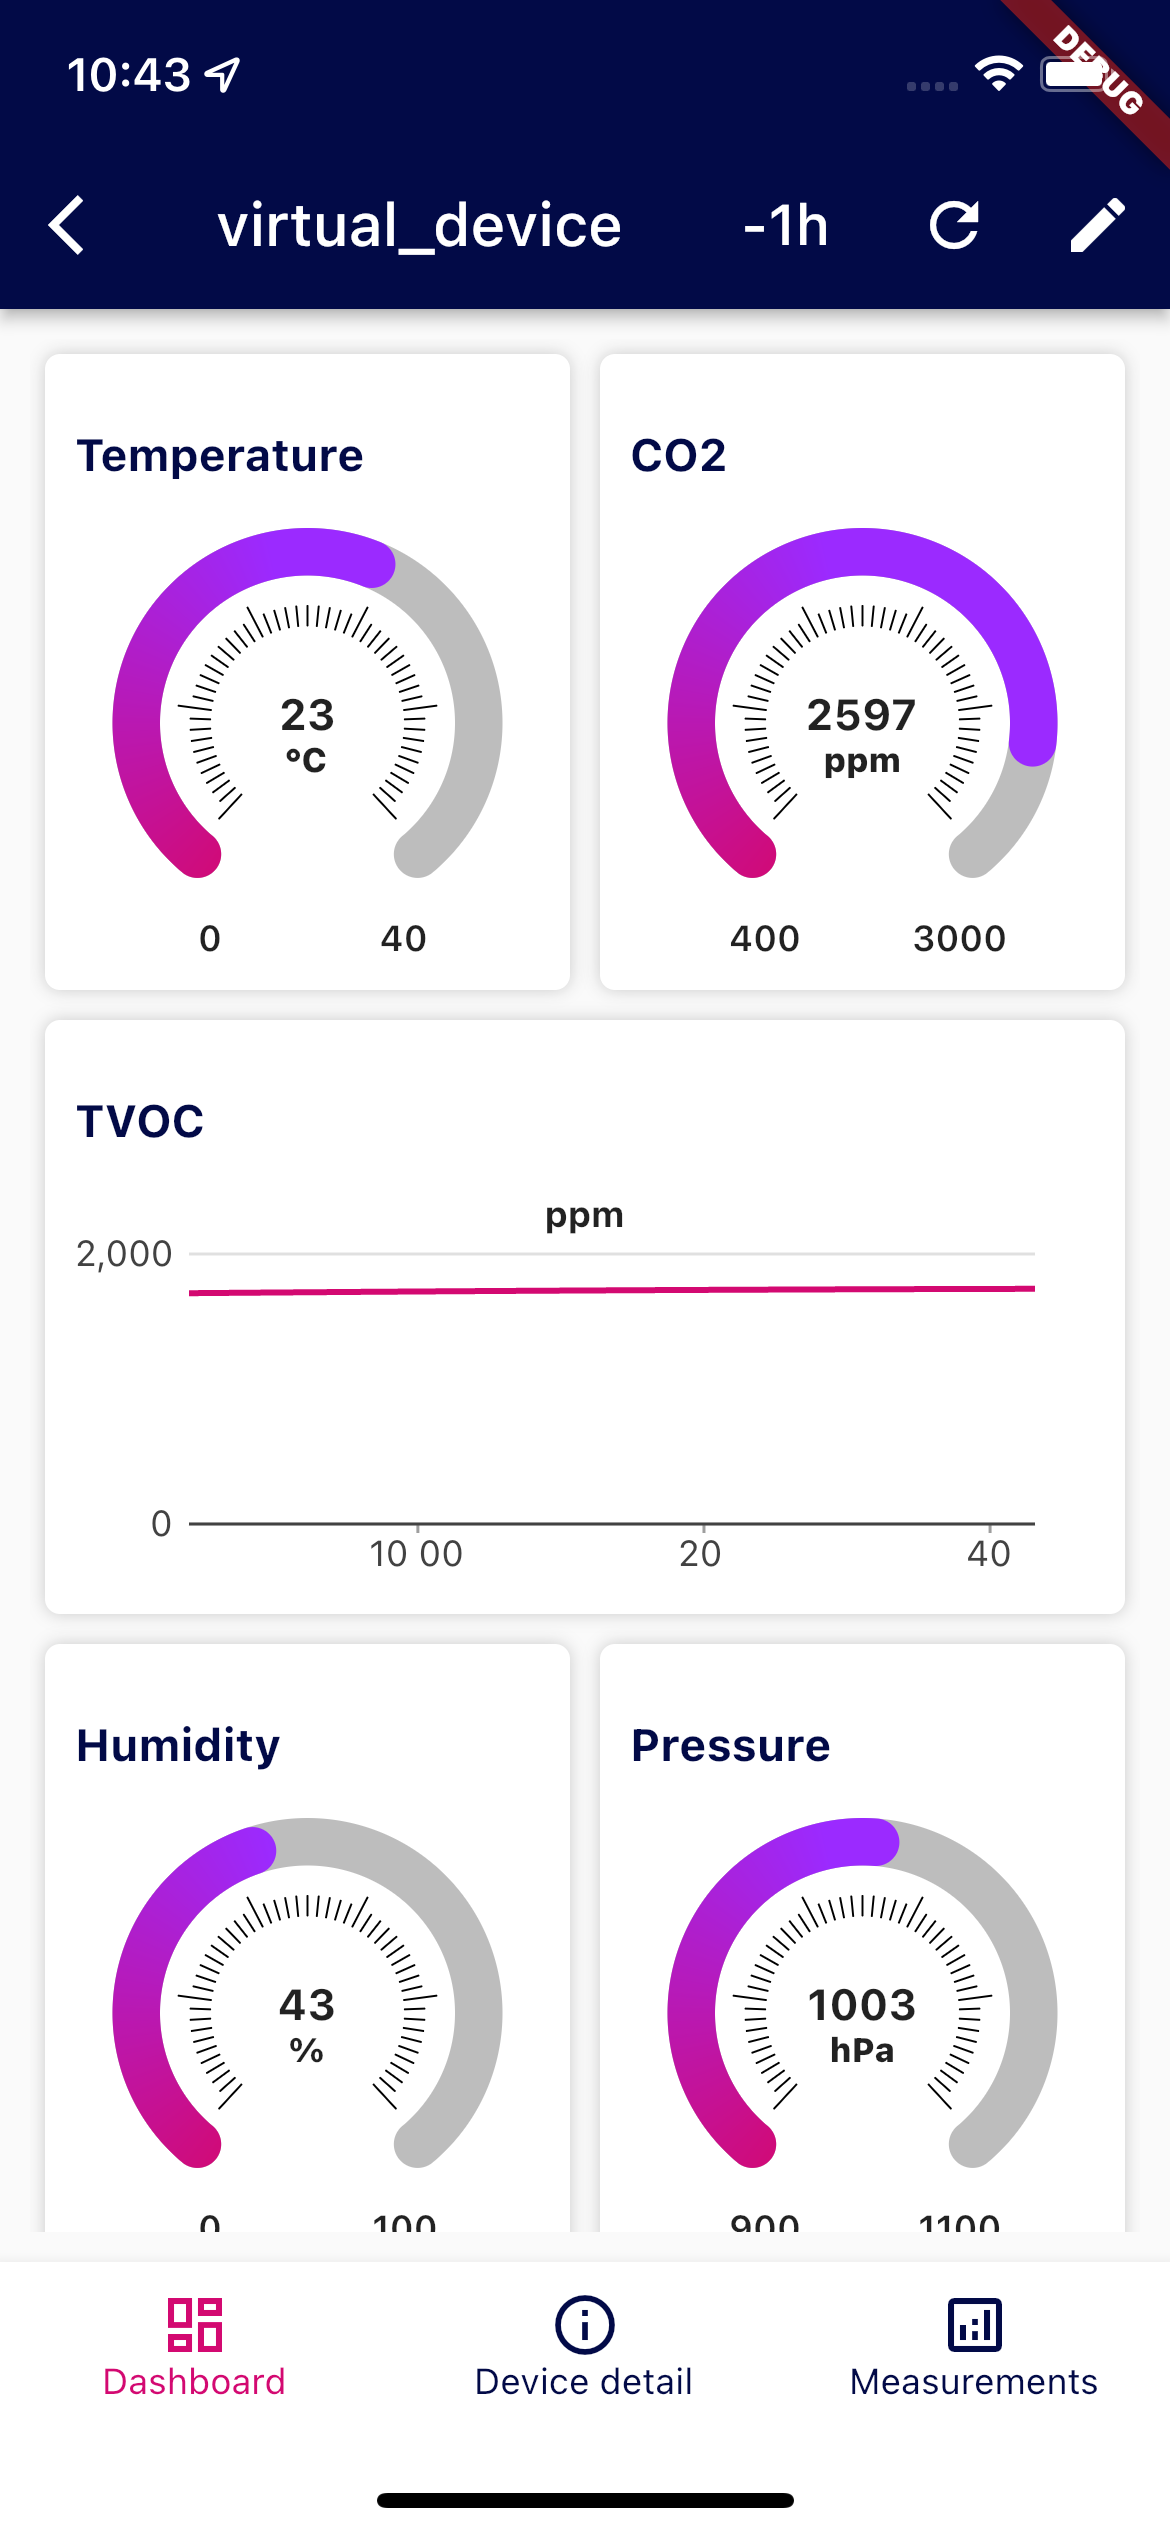 10:43
DEBUG
virtual_device -1h
Temperature
23
°C
0 40
CO2
2597
ppm
400 3000
TVOC
ppm
2,000
0
10 00 20 40
Humidity
43
%
0 100
Pressure
1003
hPa
900 1100
Dashboard
Device detail
Measurements